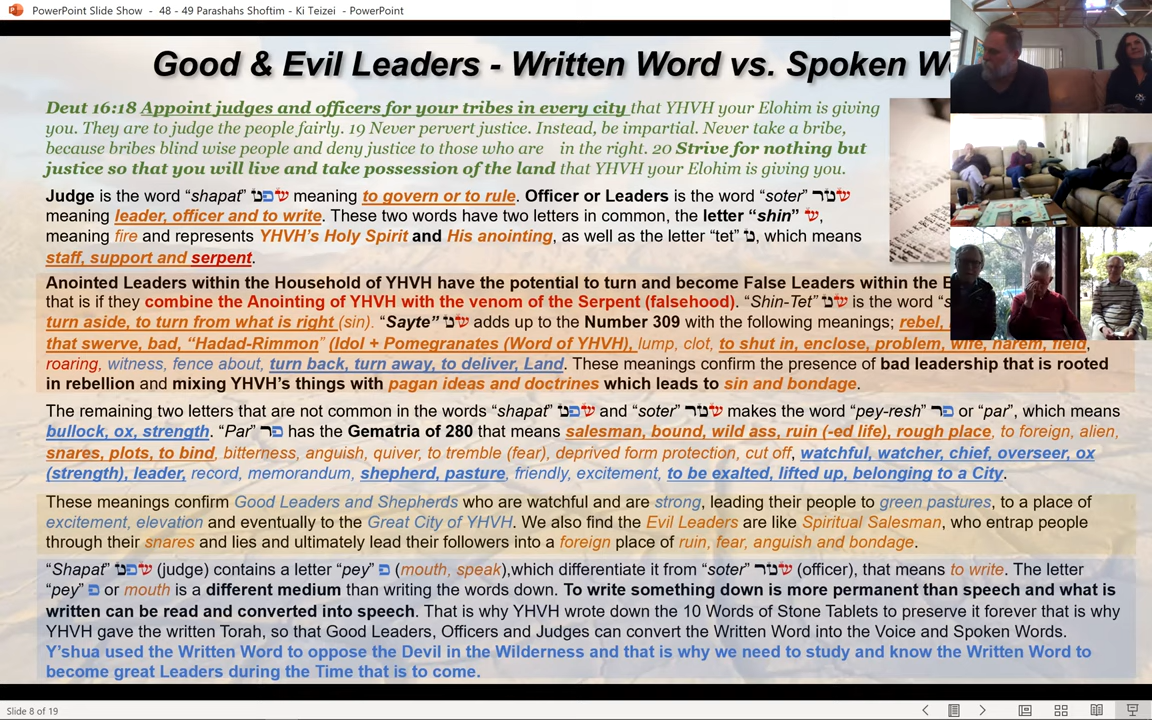 PowerPoint Slide Show - 48 - 49 Parashahs Shoftim - Ki Teizei - PowerPoint
Good & Evil Leaders - Written Word vs. Spoken
Deut 16:18 Appoint judges and officers for your tribes in every city that YHVH your Elohim is giving
you. They are to judge the people fairly. 19 Never pervert justice. Instead, be impartial. Never take a bribe,
because bribes blind wise people and deny justice to those who are in the right. 20 Strive for nothing but
justice so that you will live and take possession of the land that YHVH your Elohim is giving you.
Judge is the word “shapat” שפט meaning to govern or to rule. Officer or Leaders is the word “soter” שטר
meaning leader, officer and to write. These two words have two letters in common, the letter “shin” ש,
meaning fire and represents YHVH’s Holy Spirit and His anointing, as well as the letter “tet” ט, which means
staff, support and serpent.
Anointed Leaders within the Household of YHVH have the potential to turn and become False Leaders within the
that is if they combine the Anointing of YHVH with the venom of the Serpent (falsehood). “Shin-Tet” שט is the word
turn aside, to turn from what is right (sin). “Sayte” שט adds up to the Number 309 with the following meanings; rebel,
that swerve, bad, “Hadad-Rimmon” (Idol + Pomegranates (Word of YHVH), lump, clot, to shut in, enclose, problem, wife, harem, field,
roaring, witness, fence about, turn back, turn away, to deliver, Land. These meanings confirm the presence of bad leadership that is rooted
in rebellion and mixing YHVH’s things with pagan ideas and doctrines which leads to sin and bondage.
The remaining two letters that are not common in the words “shapat” שפט and “soter” שטר makes the word “pey-resh” פר or “par”, which means
bullock, ox, strength. “Par” פר has the Gematria of 280 that means salesman, bound, wild ass, ruin (-ed life), rough place, to foreign, alien,
snares, plots, to bind, bitterness, anguish, quiver, to tremble (fear), deprived form protection, cut off, watchful, watcher, chief, overseer, ox
(strength), leader, record, memorandum, shepherd, pasture, friendly, excitement, to be exalted, lifted up, belonging to a City.
These meanings confirm Good Leaders and Shepherds who are watchful and are strong, leading their people to green pastures, to a place of
excitement, elevation and eventually to the Great City of YHVH. We also find the Evil Leaders are like Spiritual Salesman, who entrap people
through their snares and lies and ultimately lead their followers into a foreign place of ruin, fear, anguish and bondage.
“Shapat” שפט (judge) contains a letter “pey” פ (mouth, speak),which differentiate it from “soter” שטר (officer), that means to write. The letter
“pey” פ or mouth is a different medium than writing the words down. To write something down is more permanent than speech and what is
written can be read and converted into speech. That is why YHVH wrote down the 10 Words of Stone Tablets to preserve it forever that is why
YHVH gave the written Torah, so that Good Leaders, Officers and Judges can convert the Written Word into the Voice and Spoken Words.
Y’shua used the Written Word to oppose the Devil in the Wilderness and that is why we need to study and know the Written Word to
become great Leaders during the Time that is to come.
Slide 8 of 19